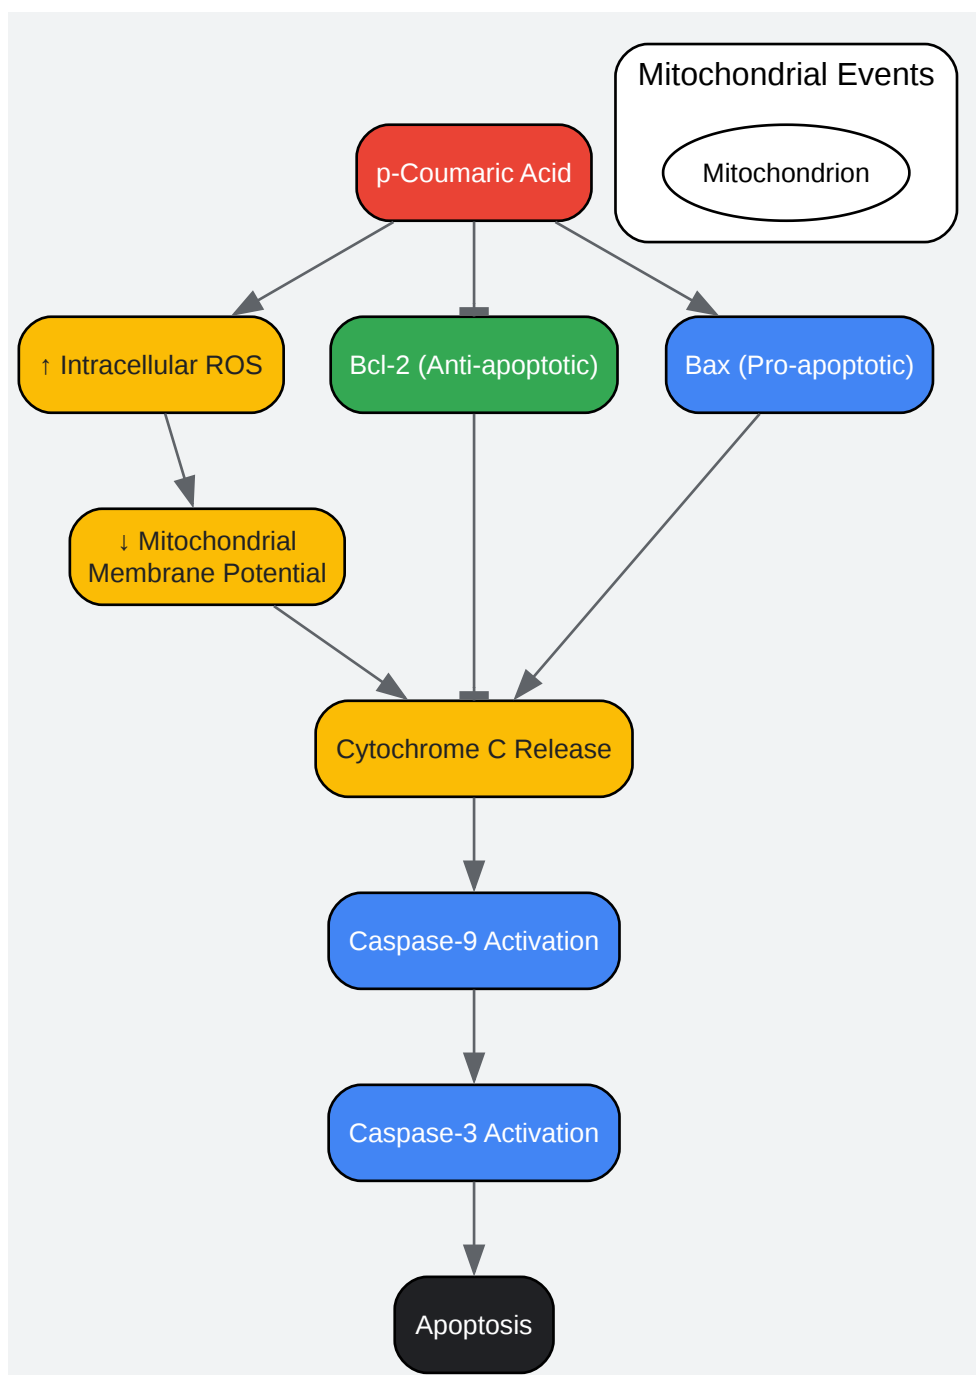 Mitochondrial Events
Mitochondrion
p-Coumaric Acid
↑ Intracellular ROS
Bcl-2 (Anti-apoptotic)
Bax (Pro-apoptotic)
↓ Mitochondrial
Membrane Potential
Cytochrome C Release
Caspase-9 Activation
Caspase-3 Activation
Apoptosis